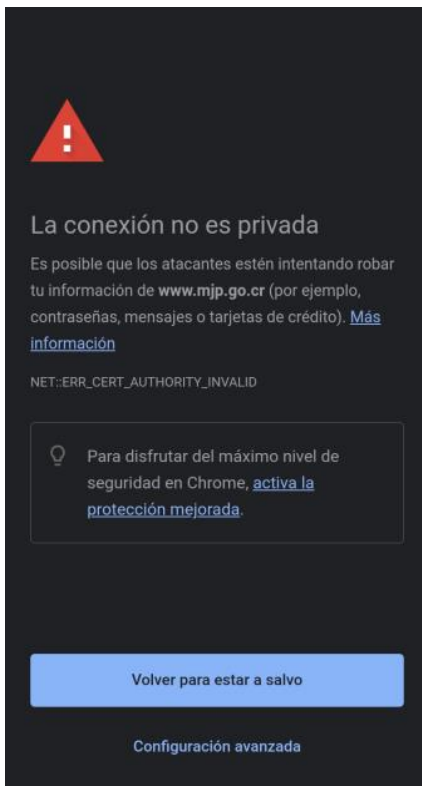 La conexión no es privada
Es posible que los atacantes estén intentando robar
tu información de www.mjp.go.cr (por ejemplo,
contraseñas, mensajes o tarjetas de crédito). Más
información
NET::ERR_CERT_AUTHORITY_INVALID
Para disfrutar del máximo nivel de
seguridad en Chrome, activa la
protección mejorada.
Volver para estar a salvo
Configuración avanzada